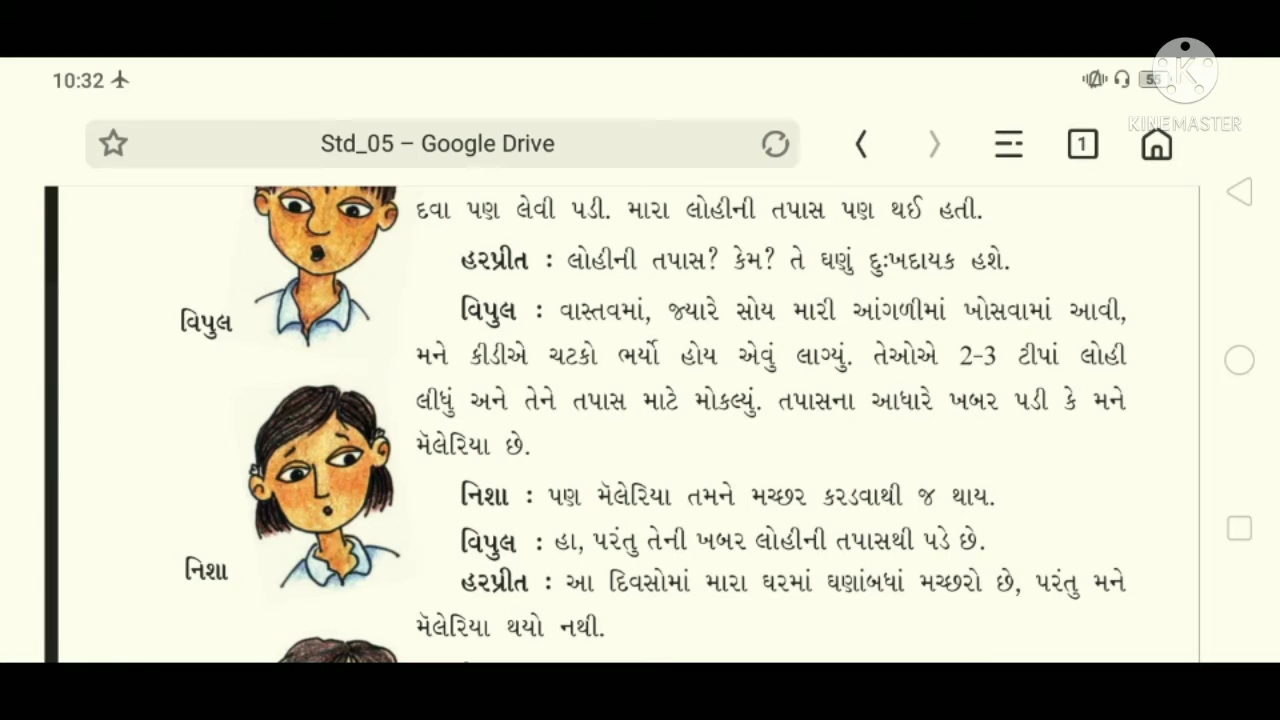 10:32
55
KINEMASTER
Std_05 – Google Drive
1
દવા પણ લેવી પડી. મારા લોહીની તપાસ પણ થઈ હતી.
હરપ્રીત : લોહીની તપાસ? કેમ? તે ઘણું દુઃખદાયક હશે.
વિપુલ
વિપુલ : વાસ્તવમાં, જ્યારે સોય મારી આંગળીમાં ખોસવામાં આવી,
મને કીડીએ ચટકો ભર્યો હોય એવું લાગ્યું. તેઓએ 2-3 ટીપાં લોહી
લીધું અને તેને તપાસ માટે મોકલ્યું. તપાસના આધારે ખબર પડી કે મને
મૅલેરિયા છે.
નિશા : પણ મૅલેરિયા તમને મચ્છર કરડવાથી જ થાય.
વિપુલ : હા, પરંતુ તેની ખબર લોહીની તપાસથી પડે છે.
નિશા
હરપ્રીત : આ દિવસોમાં મારા ઘરમાં ઘણાંબધાં મચ્છરો છે, પરંતુ મને
મૅલેરિયા થયો નથી.